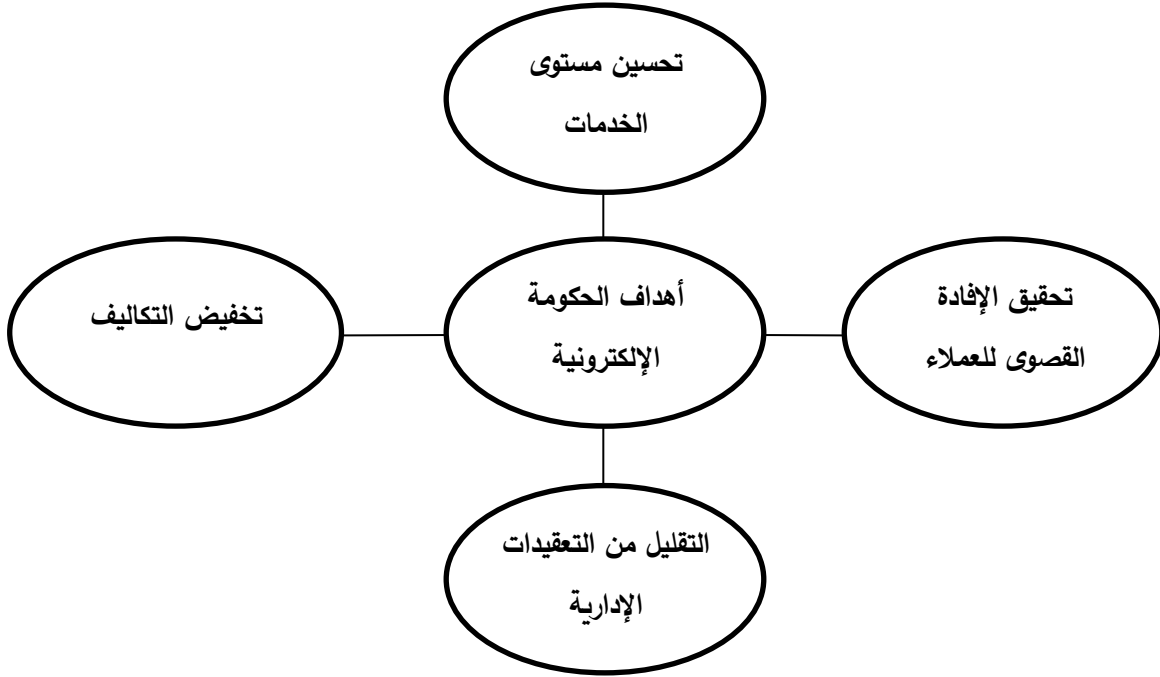 تحسين مستوى
الخدمات
أهداف الحكومة
الإلكترونية
تحقيق الإفادة
القصوى للعملاء
تخفيض التكاليف
التقليل من التعقيدات
الإدارية